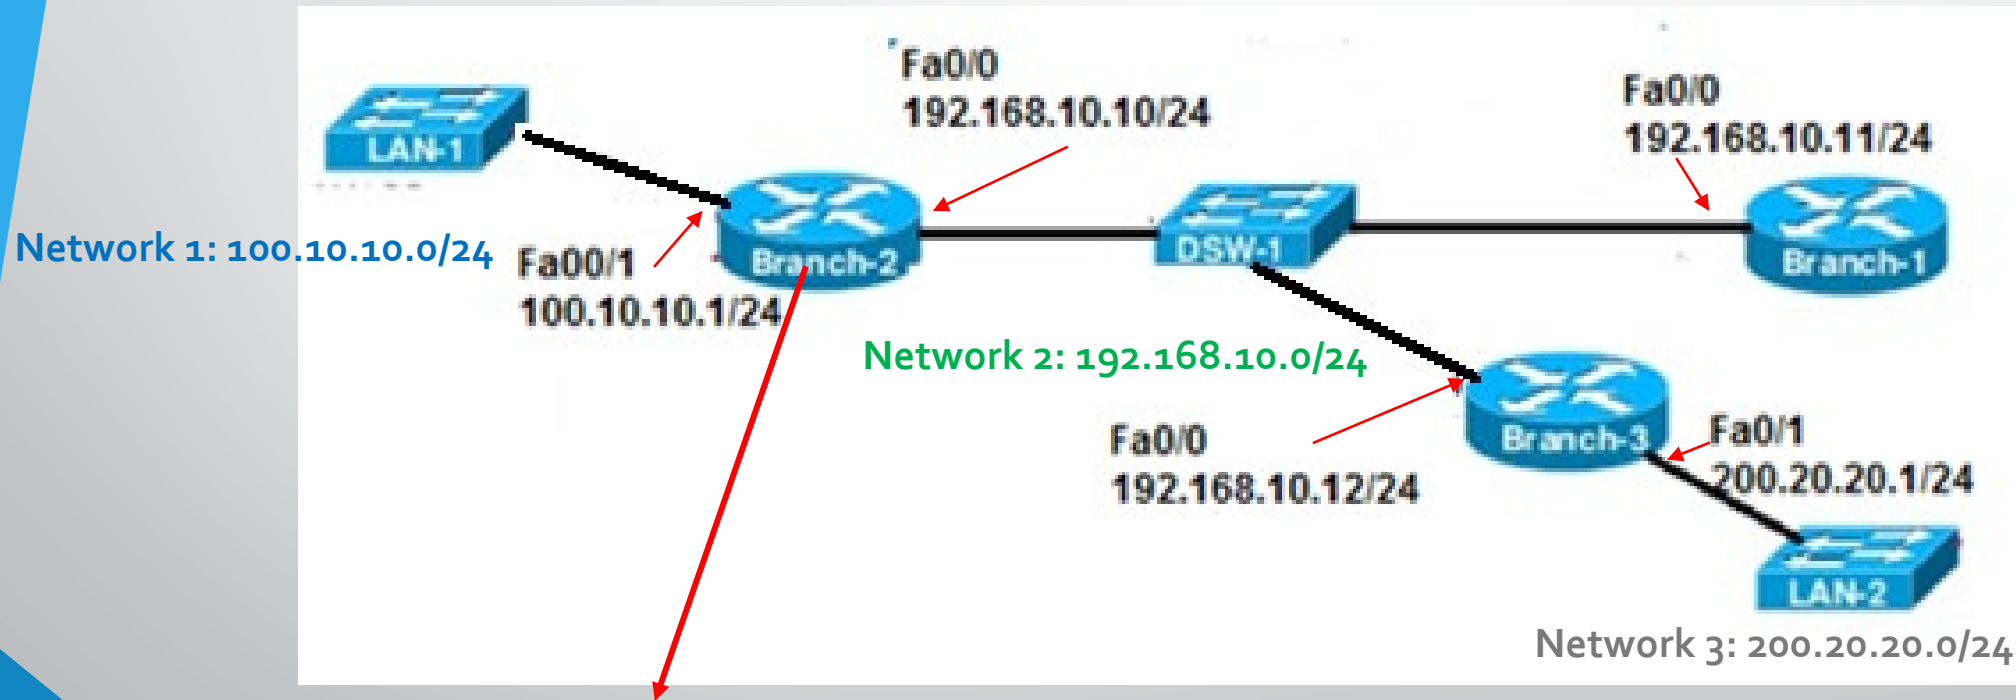 Fa0/0
192.168.10.10/24
Fa0/0
192.168.10.11/24
LAN-1
Network 1: 100.10.10.0/24
Fa00/1
100.10.10.1/24
Branch-2
DSW-1
Branch-1
Network 2: 192.168.10.0/24
Fa0/0
192.168.10.12/24
Branch-3
Fa0/1
200.20.20.1/24
LAN-2
Network 3: 200.20.20.0/24